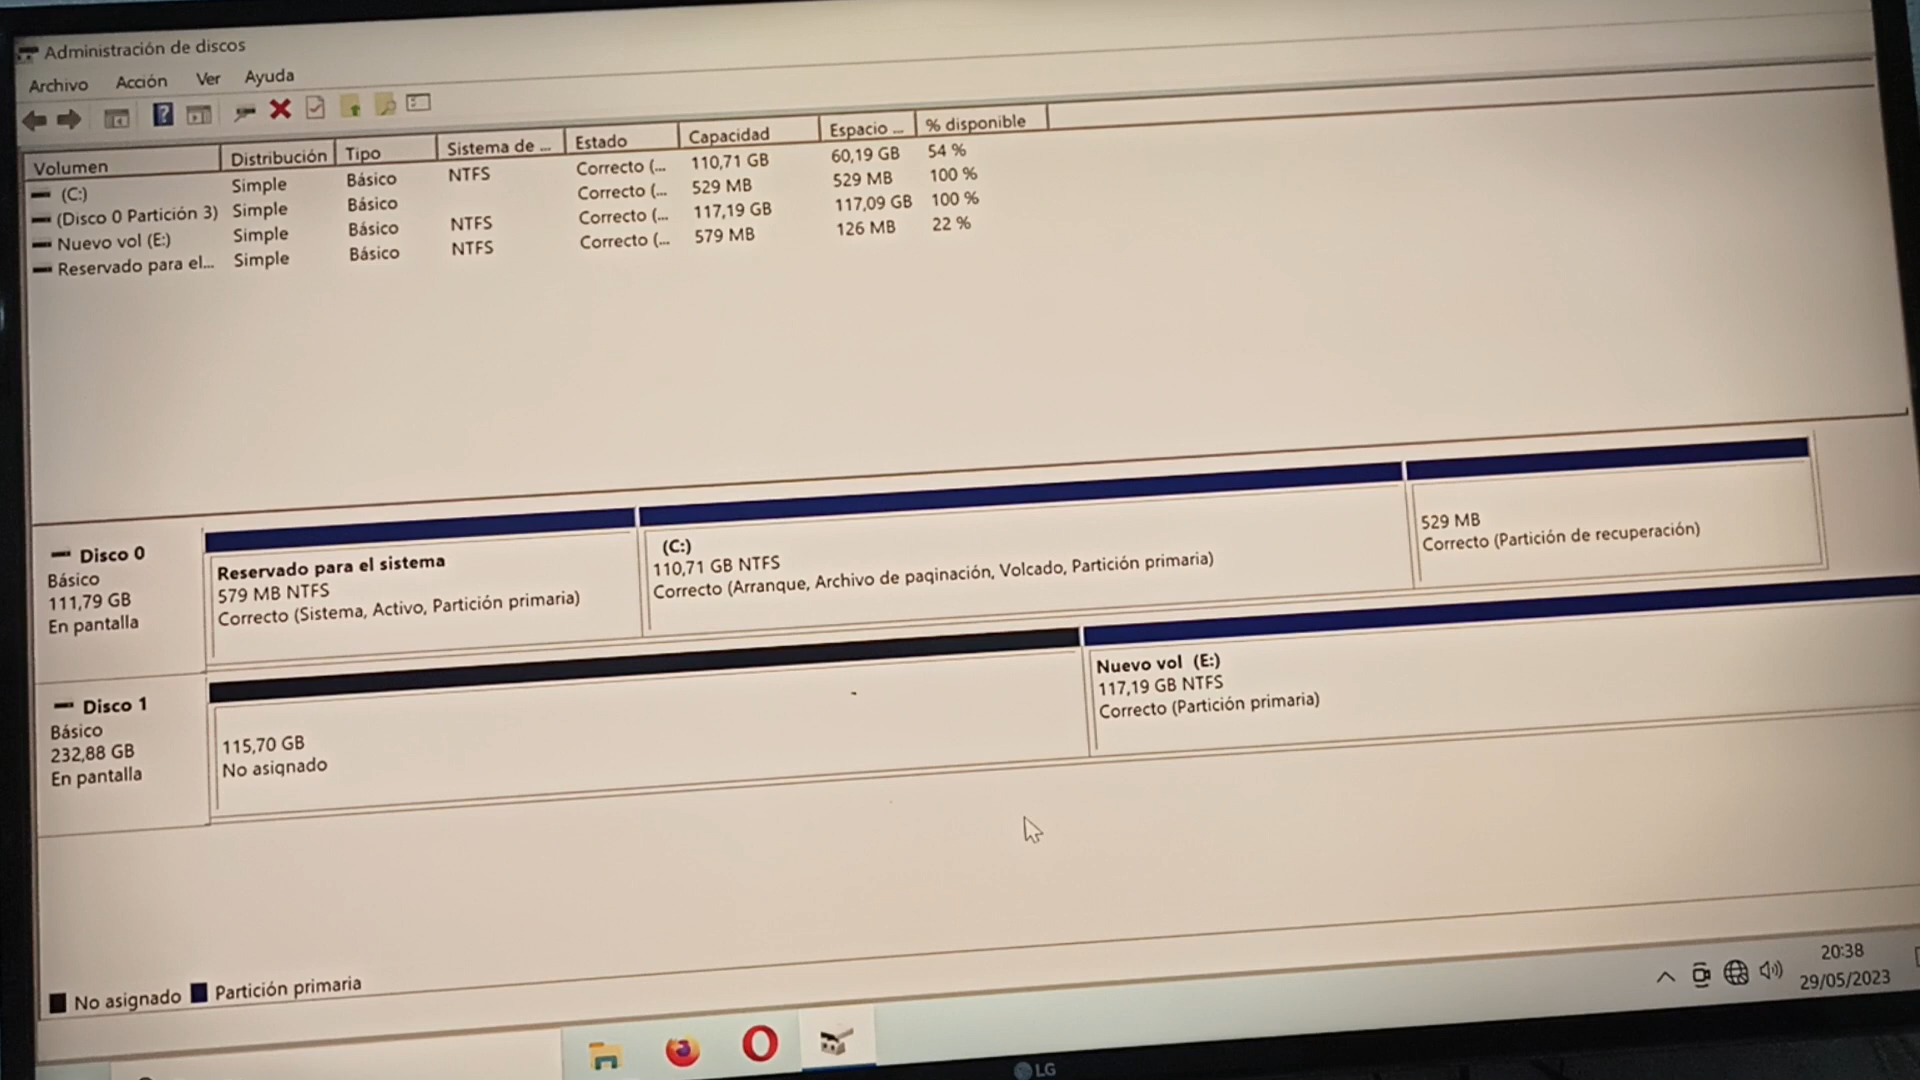 Administración de discos
Archivo Acción Ver Ayuda
Volumen Distribución Tipo Sistema de ... Estado Capacidad Espacio ... % disponible
(C:) Simple Básico NTFS Correcto (... 110,71 GB 60,19 GB 54 %
(Disco 0 Partición 3) Simple Básico Correcto (... 529 MB 529 MB 100 %
Nuevo vol (E:) Simple Básico NTFS Correcto (... 117,19 GB 117,09 GB 100 %
Reservado para el... Simple Básico NTFS Correcto (... 579 MB 126 MB 22 %
Disco 0
Básico
111,79 GB
En pantalla
Reservado para el sistema
579 MB NTFS
Correcto (Sistema, Activo, Partición primaria)
(C:)
110,71 GB NTFS
Correcto (Arranque, Archivo de paginación, Volcado, Partición primaria)
529 MB
Correcto (Partición de recuperación)
Disco 1
Básico
232,88 GB
En pantalla
115,70 GB
No asignado
Nuevo vol (E:)
117,19 GB NTFS
Correcto (Partición primaria)
No asignado Partición primaria
20:38
29/05/2023
LG